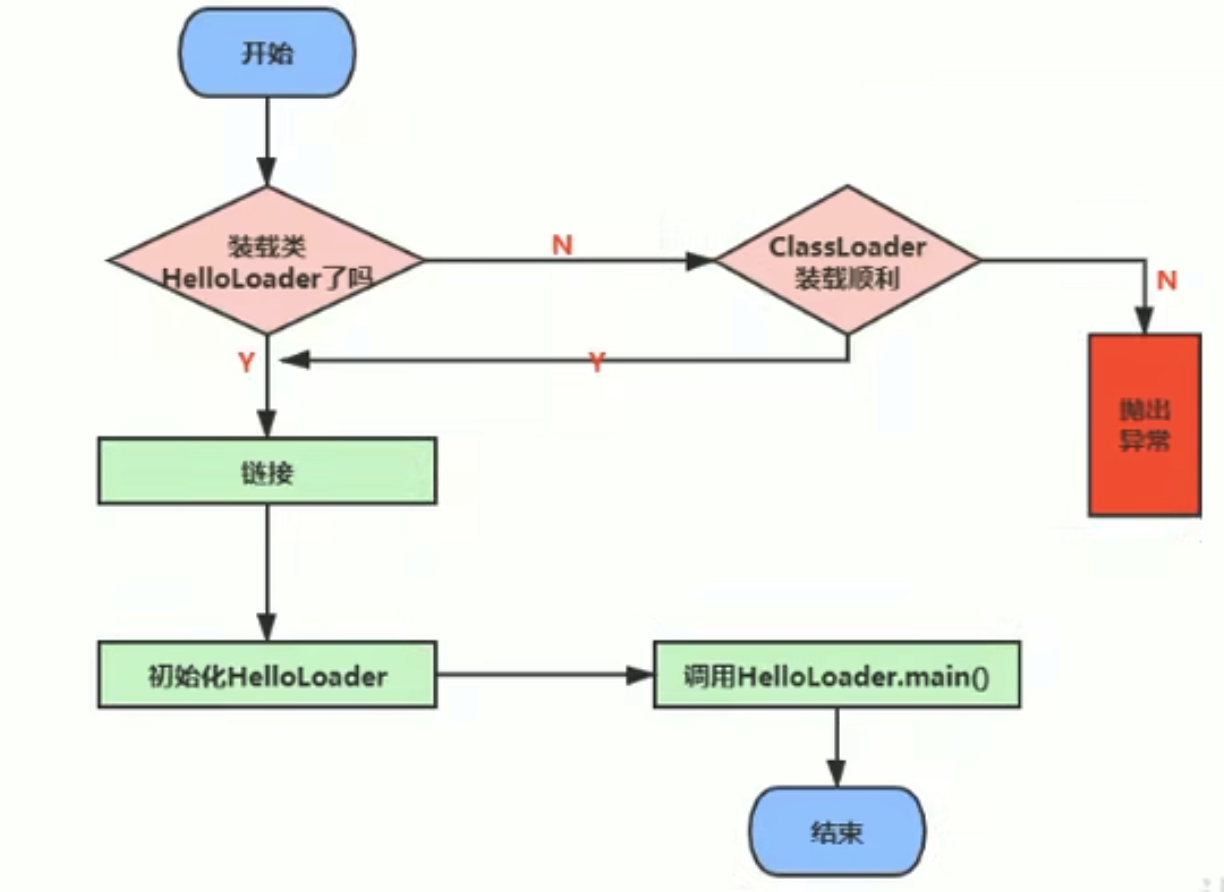 开始
装载类
HelloLoader了吗
N
ClassLoader
装载顺利
N
Y
Y
抛出
异常
链接
初始化HelloLoader
调用HelloLoader.main()
结束